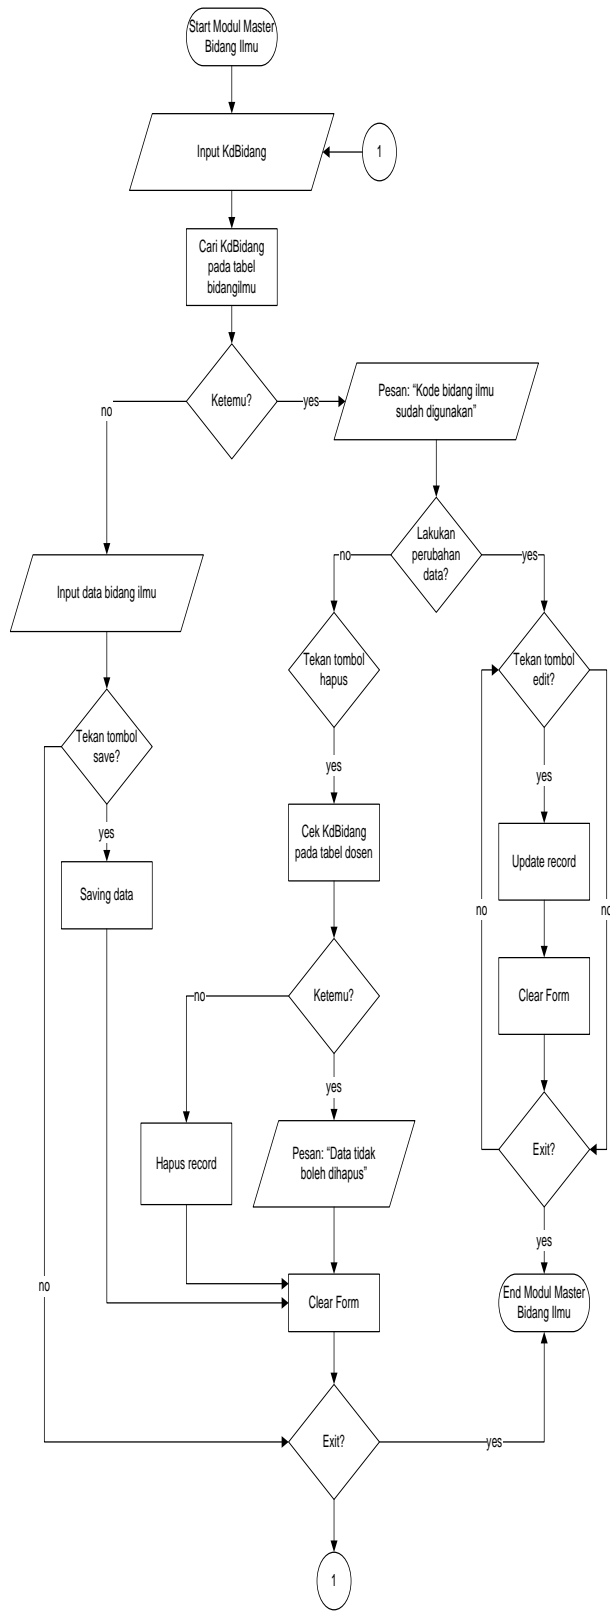 Start Modul Master
Bidang Ilmu
Input KdBidang
1
Cari KdBidang
pada tabel
bidangilmu
Ketemu?
yes
no
Pesan: “Kode bidang ilmu
sudah digunakan”
Lakukan
perubahan
data?
no
yes
Input data bidang ilmu
Tekan tombol
hapus
Tekan tombol
edit?
Tekan tombol
save?
yes
yes
yes
Cek KdBidang
pada tabel dosen
Update record
Saving data
no
no
Ketemu?
no
Clear Form
yes
Hapus record
Pesan: “Data tidak
boleh dihapus”
Exit?
yes
no
Clear Form
End Modul Master
Bidang Ilmu
Exit?
yes
1